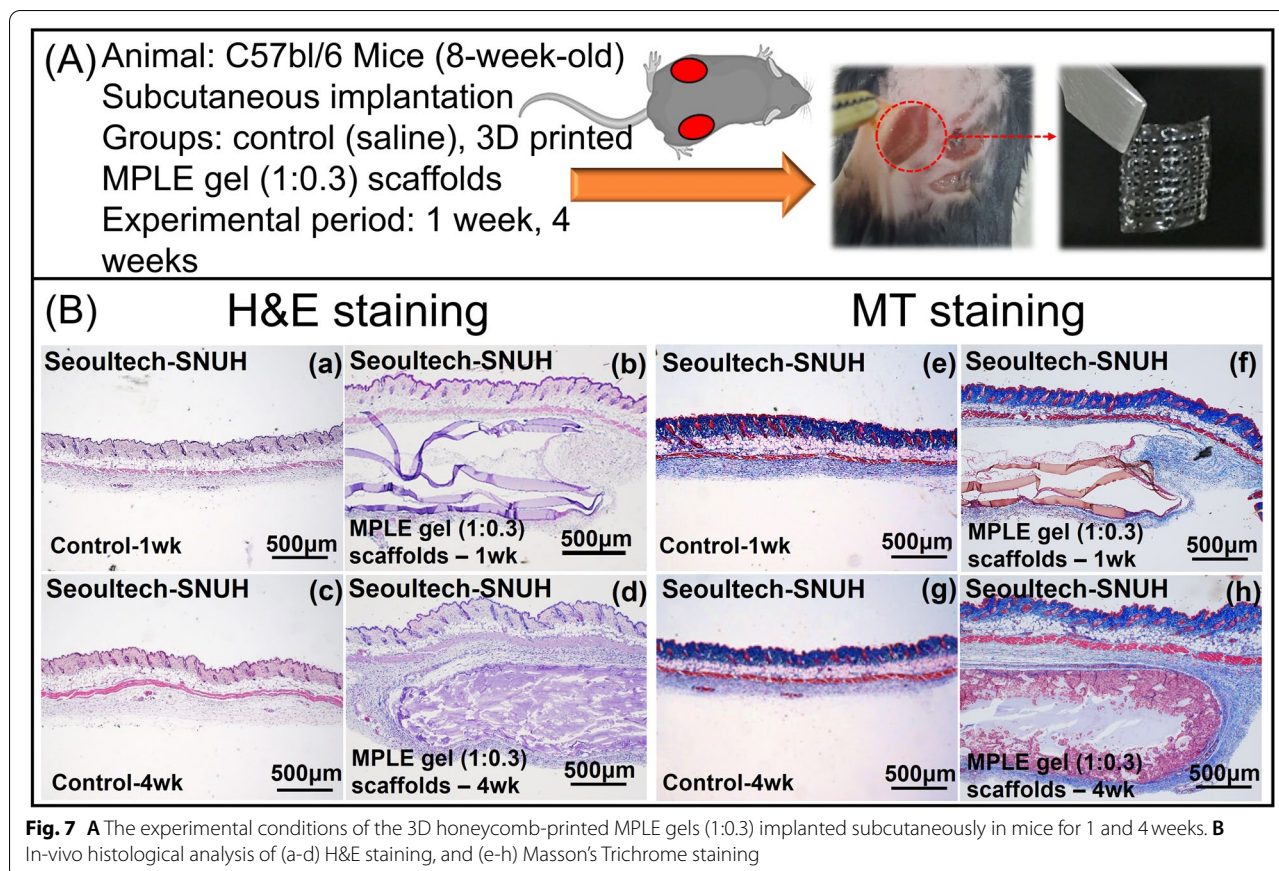 (A) Animal: C57bl/6 Mice (8-week-old)
Subcutaneous implantation
Groups: control (saline), 3D printed
MPLE gel (1:0.3) scaffolds
Experimental period: 1 week, 4
weeks
(B) H&E staining MT staining
Seoultech-SNUH (a)
Control-1wk
500μm
Seoultech-SNUH (b)
MPLE gel (1:0.3)
scaffolds – 1wk
500μm
Seoultech-SNUH (e)
Control-1wk
500μm
Seoultech-SNUH (f)
MPLE gel (1:0.3)
scaffolds – 1wk
500μm
Seoultech-SNUH (c)
Control-4wk
500μm
Seoultech-SNUH (d)
MPLE gel (1:0.3)
scaffolds – 4wk
500μm
Seoultech-SNUH (g)
Control-4wk
500μm
Seoultech-SNUH (h)
MPLE gel (1:0.3)
scaffolds – 4wk
500μm
Fig. 7 A The experimental conditions of the 3D honeycomb-printed MPLE gels (1:0.3) implanted subcutaneously in mice for 1 and 4 weeks. B
In-vivo histological analysis of (a-d) H&E staining, and (e-h) Masson's Trichrome staining